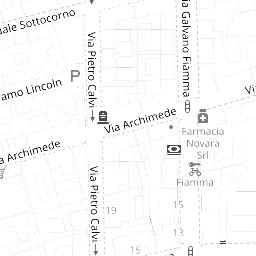 ale Sottocorno
Via Pietro Calvi
Via Galvano Fiamma
amo Lincoln
P
Via Archimede
Vi
Farmacia
Novara
Srl
a Archimede
Fiamma
Via Pietro Calvi
19
15
15
13